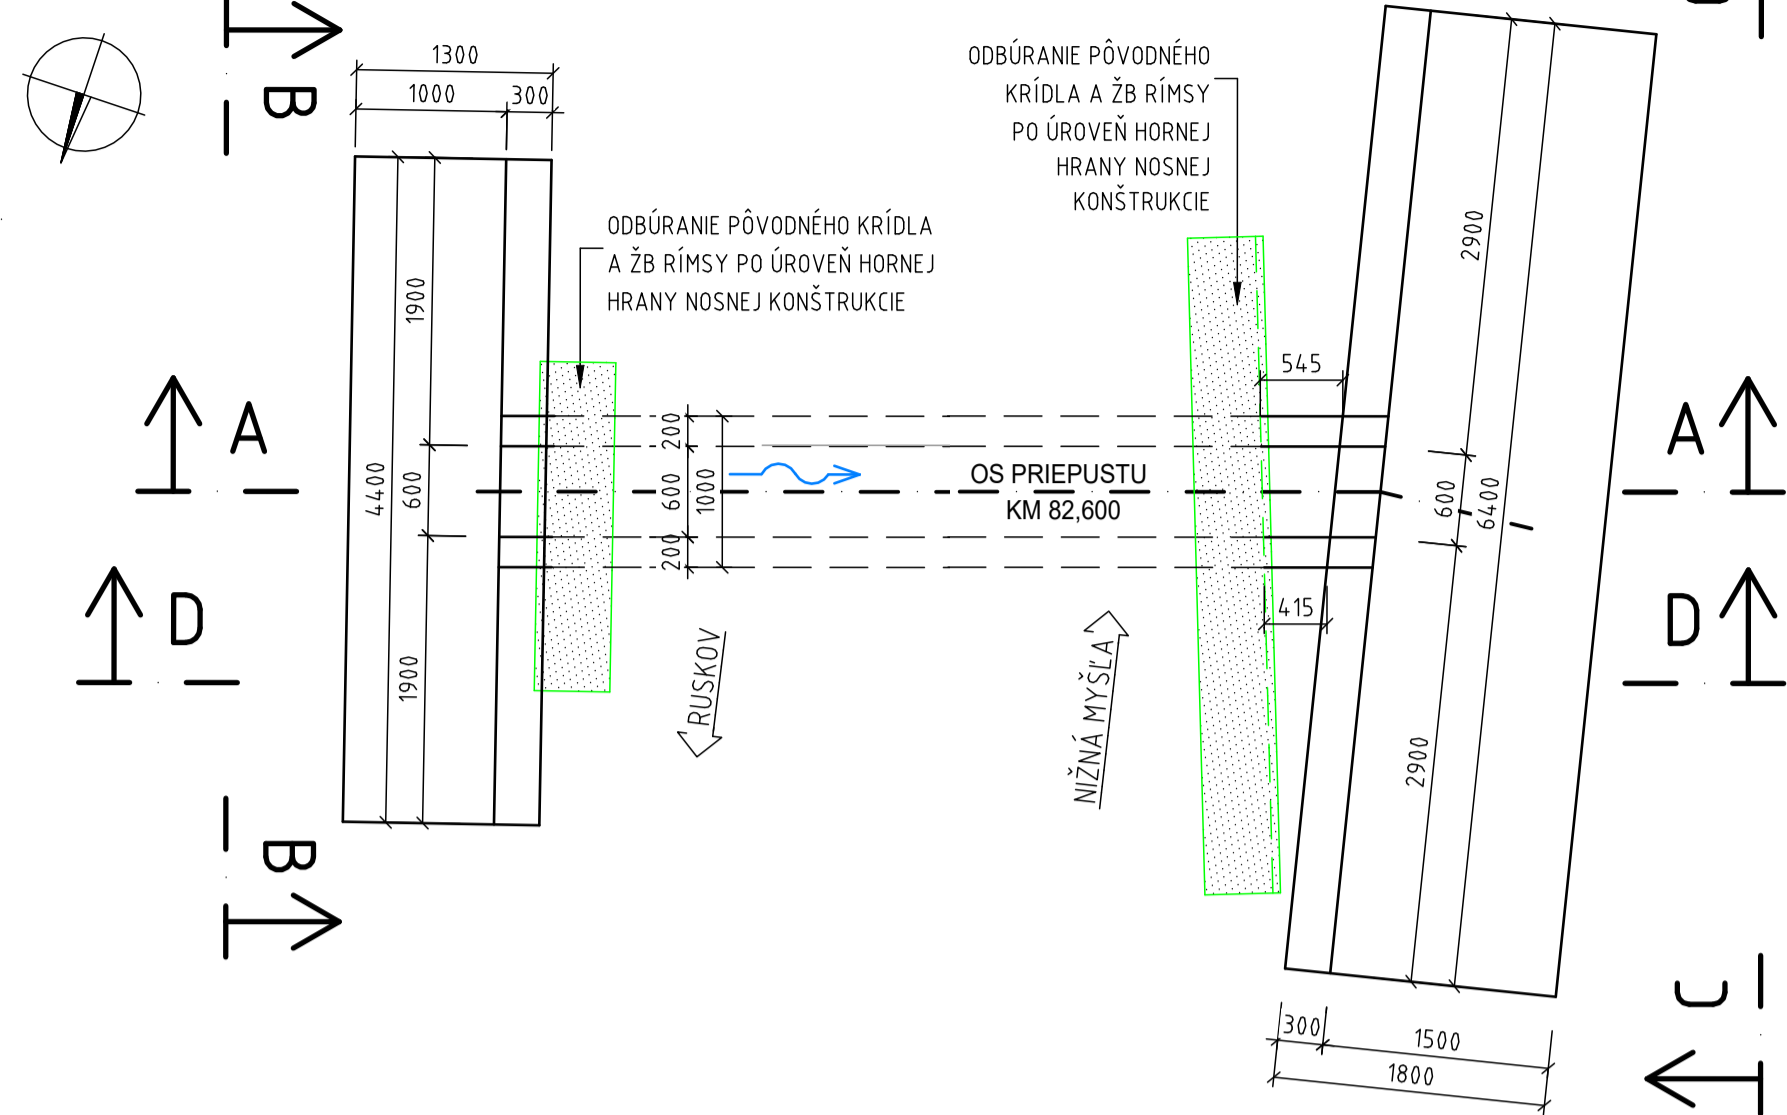 1300
1000
300
B
ODBÚRANIE PÔVODNÉHO
KRÍDLA A ŽB RÍMSY
PO ÚROVEŇ HORNEJ
HRANY NOSNEJ
KONŠTRUKCIE
ODBÚRANIE PÔVODNÉHO KRÍDLA
A ŽB RÍMSY PO ÚROVEŇ HORNEJ
HRANY NOSNEJ KONŠTRUKCIE
1900
2900
545
A
A
4400
600
200
600
200
1000
OS PRIEPUSTU
KM 82,600
600
6400
D
D
415
1900
RUSKOV
NIŽNÁ MYŠĽA
2900
B
C
300
1500
1800